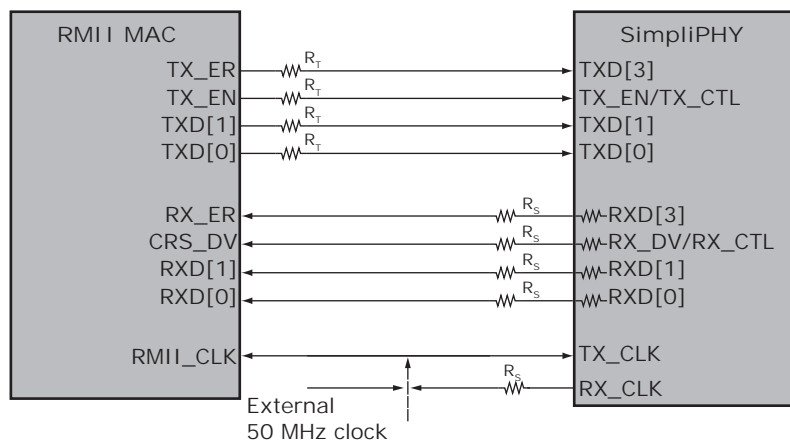 RMII MAC
SimpliPHY
TX_ER
R_T
TXD[3]
TX_EN
R_T
TX_EN/TX_CTL
TXD[1]
R_T
TXD[1]
TXD[0]
R_T
TXD[0]
RX_ER
R_S
RXD[3]
CRS_DV
R_S
RX_DV/RX_CTL
RXD[1]
R_S
RXD[1]
RXD[0]
R_S
RXD[0]
RMII_CLK
TX_CLK
R_S
RX_CLK
External
50 MHz clock